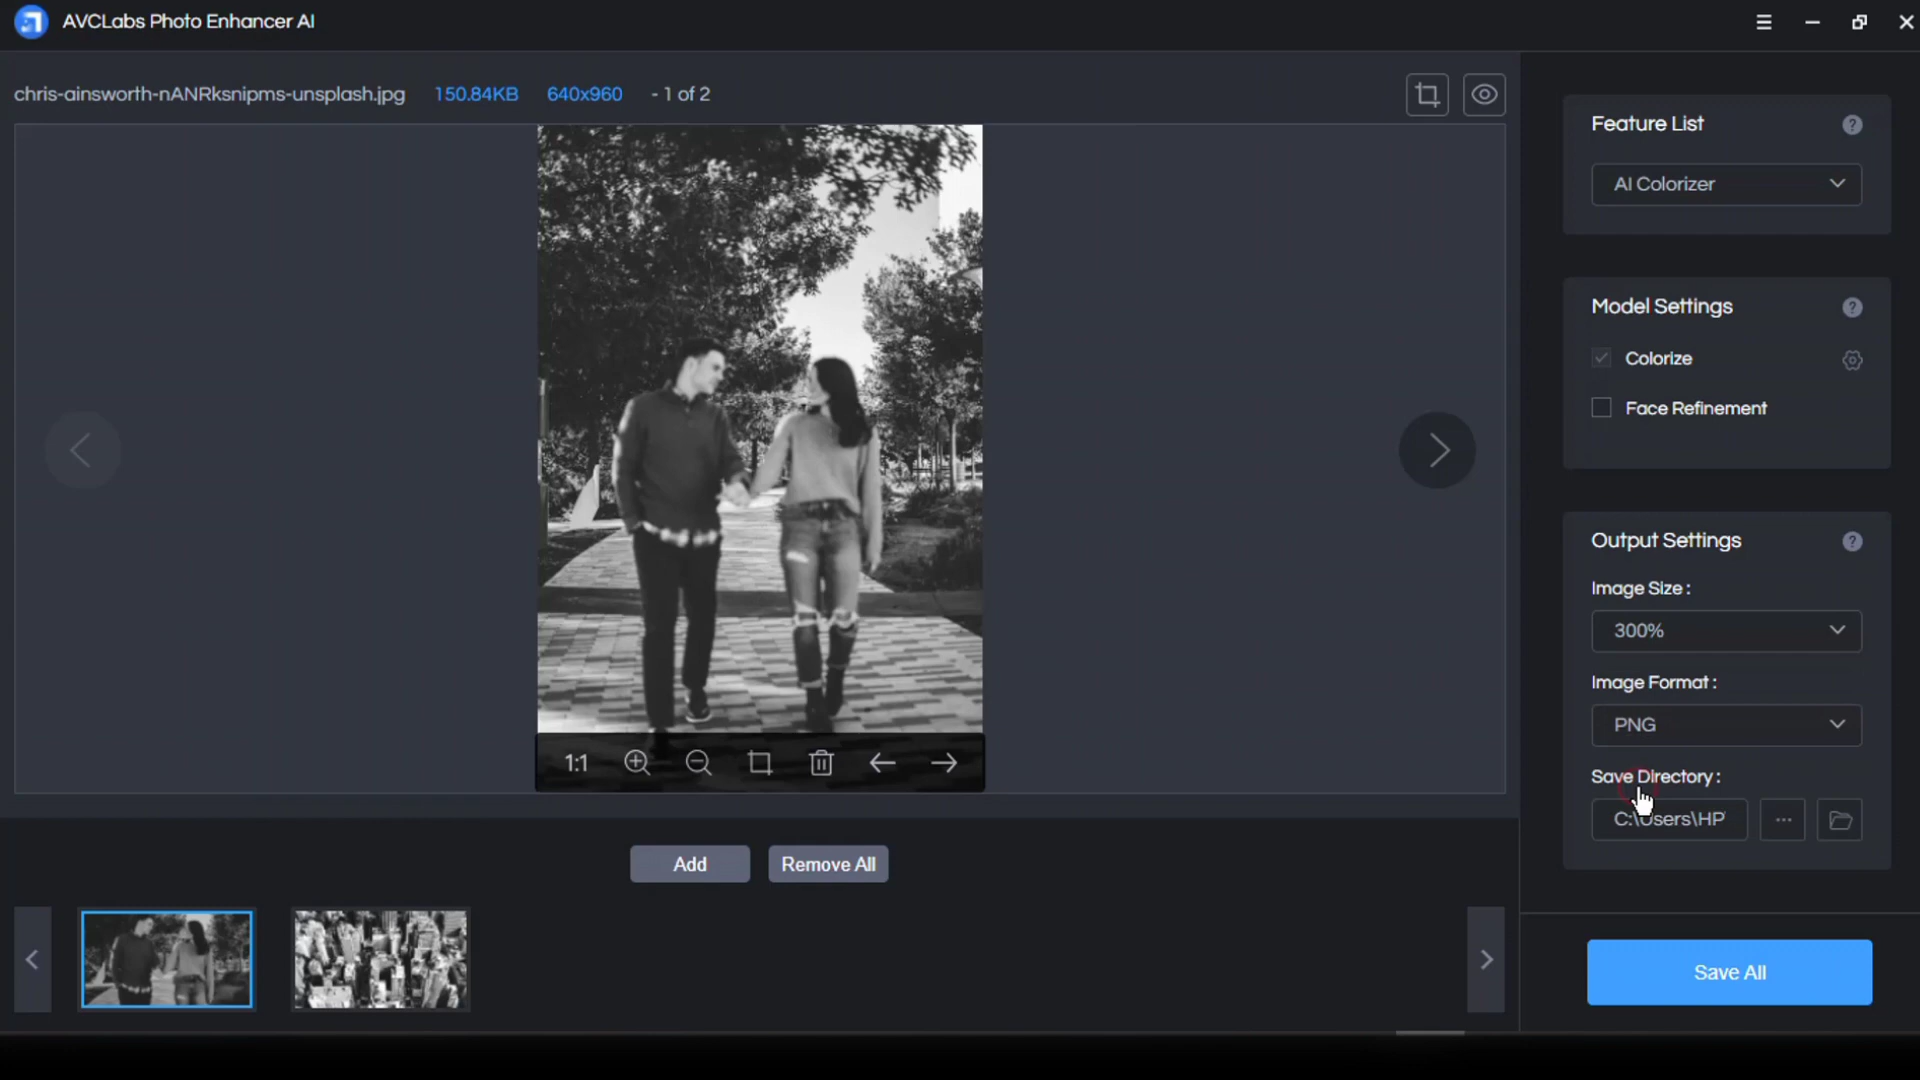 AVCLabs Photo Enhancer AI
chris-ainsworth-nANRksnipms-unsplash.jpg 150.84KB 640x960 - 1 of 2
Feature List ?
AI Colorizer
Model Settings ?
Colorize
Face Refinement
Output Settings ?
Image Size :
300%
Image Format :
PNG
Save Directory :
C:\Users\HP ...
1:1
Add Remove All
Save All